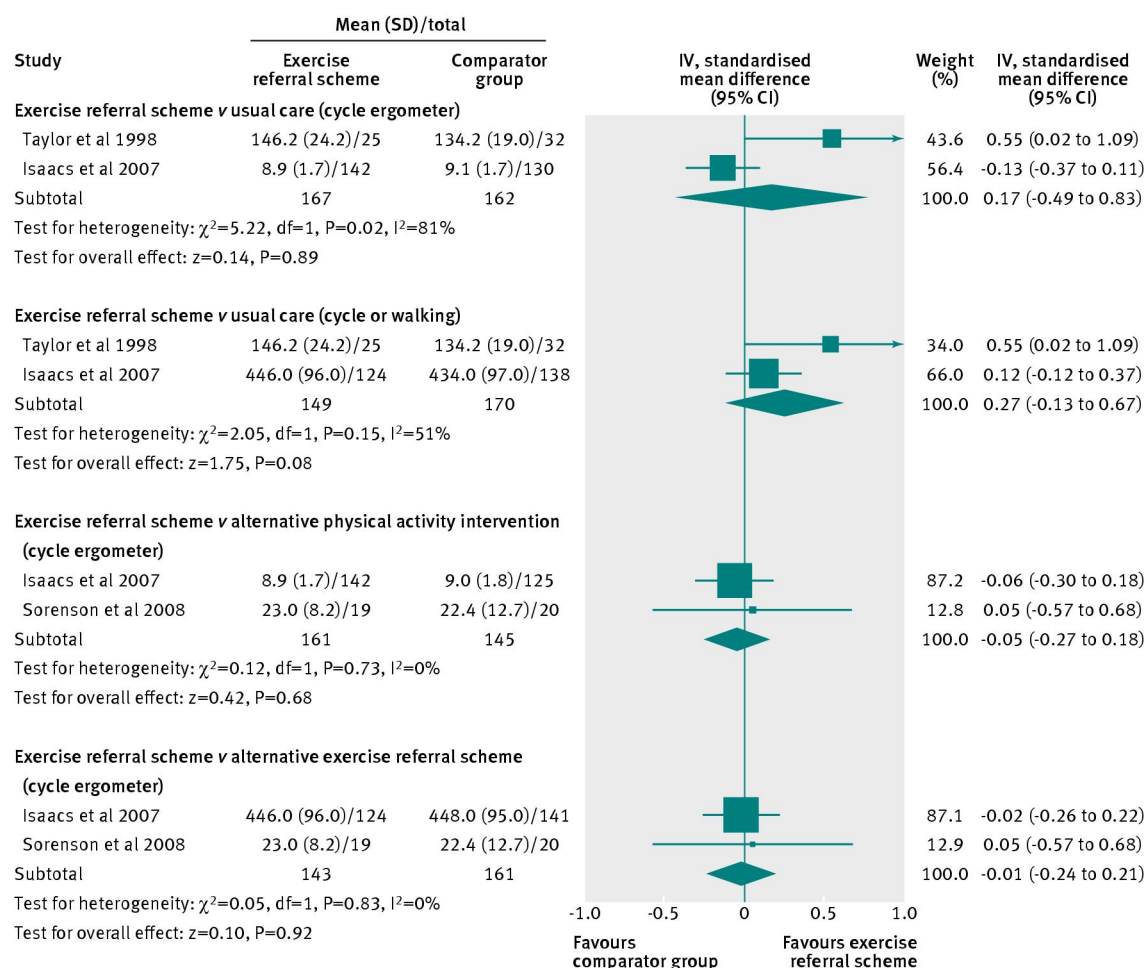 Mean (SD)/total
Study Exercise referral scheme Comparator group IV, standardised mean difference (95% CI) Weight (%) IV, standardised mean difference (95% CI)
Exercise referral scheme v usual care (cycle ergometer)
Taylor et al 1998 146.2 (24.2)/25 134.2 (19.0)/32 43.6 0.55 (0.02 to 1.09)
Isaacs et al 2007 8.9 (1.7)/142 9.1 (1.7)/130 56.4 -0.13 (-0.37 to 0.11)
Subtotal 167 162 100.0 0.17 (-0.49 to 0.83)
Test for heterogeneity: χ²=5.22, df=1, P=0.02, I²=81%
Test for overall effect: z=0.14, P=0.89
Exercise referral scheme v usual care (cycle or walking)
Taylor et al 1998 146.2 (24.2)/25 134.2 (19.0)/32 34.0 0.55 (0.02 to 1.09)
Isaacs et al 2007 446.0 (96.0)/124 434.0 (97.0)/138 66.0 0.12 (-0.12 to 0.37)
Subtotal 149 170 100.0 0.27 (-0.13 to 0.67)
Test for heterogeneity: χ²=2.05, df=1, P=0.15, I²=51%
Test for overall effect: z=1.75, P=0.08
Exercise referral scheme v alternative physical activity intervention
(cycle ergometer)
Isaacs et al 2007 8.9 (1.7)/142 9.0 (1.8)/125 87.2 -0.06 (-0.30 to 0.18)
Sorenson et al 2008 23.0 (8.2)/19 22.4 (12.7)/20 12.8 0.05 (-0.57 to 0.68)
Subtotal 161 145 100.0 -0.05 (-0.27 to 0.18)
Test for heterogeneity: χ²=0.12, df=1, P=0.73, I²=0%
Test for overall effect: z=0.42, P=0.68
Exercise referral scheme v alternative exercise referral scheme
(cycle ergometer)
Isaacs et al 2007 446.0 (96.0)/124 448.0 (95.0)/141 87.1 -0.02 (-0.26 to 0.22)
Sorenson et al 2008 23.0 (8.2)/19 22.4 (12.7)/20 12.9 0.05 (-0.57 to 0.68)
Subtotal 143 161 100.0 -0.01 (-0.24 to 0.21)
Test for heterogeneity: χ²=0.05, df=1, P=0.83, I²=0%
Test for overall effect: z=0.10, P=0.92
-1.0 -0.5 0 0.5 1.0
Favours comparator group Favours exercise referral scheme